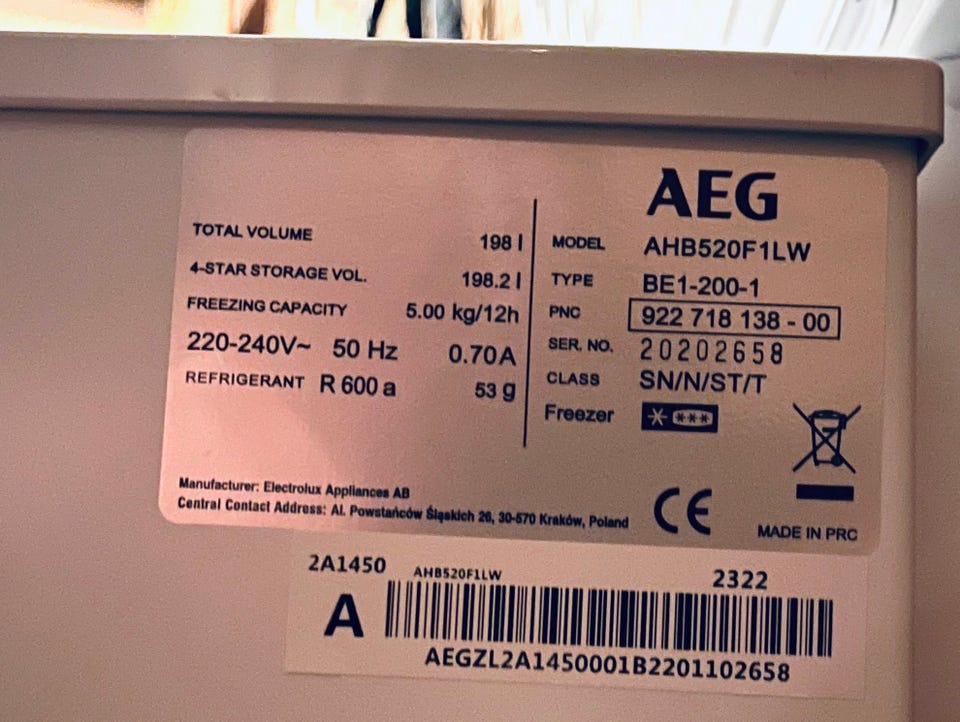 AEG
TOTAL VOLUME 198 l
4-STAR STORAGE VOL. 198.2 l
FREEZING CAPACITY 5.00 kg/12h
220-240V~ 50 Hz 0.70A
REFRIGERANT R 600 a 53 g
MODEL AHB520F1LW
TYPE BE1-200-1
PNC 922 718 138 - 00
SER. NO. 20202658
CLASS SN/N/ST/T
Freezer
Manufacturer: Electrolux Appliances AB
Central Contact Address: Al. Powstańców Śląskich 26, 30-570 Kraków, Poland
CE
MADE IN PRC
2A1450 AHB520F1LW 2322
A
AEGZL2A1450001B2201102658